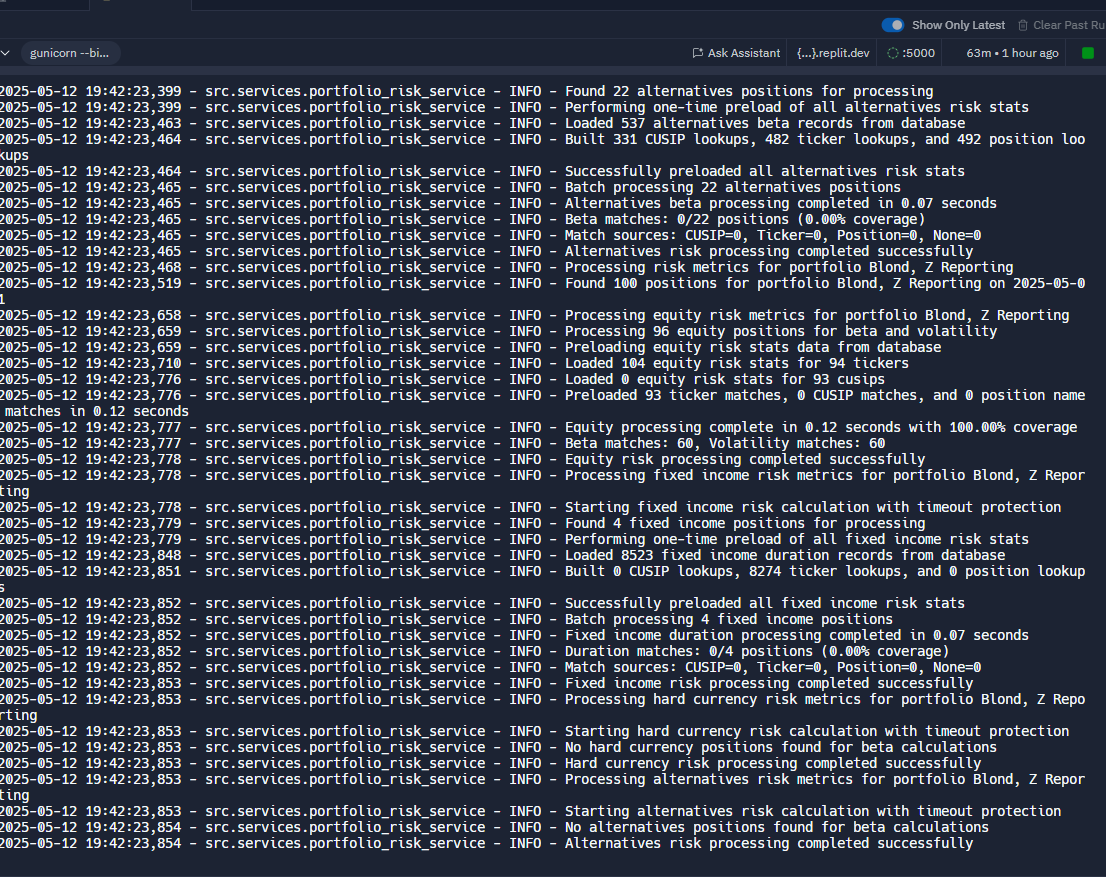 Show Only Latest
Clear Past Ru
gunicorn --bi...
Ask Assistant
{...}.replit.dev
:5000
63m • 1 hour ago
2025-05-12 19:42:23,399 - src.services.portfolio_risk_service - INFO - Found 22 alternatives positions for processing
2025-05-12 19:42:23,399 - src.services.portfolio_risk_service - INFO - Performing one-time preload of all alternatives risk stats
2025-05-12 19:42:23,463 - src.services.portfolio_risk_service - INFO - Loaded 537 alternatives beta records from database
2025-05-12 19:42:23,464 - src.services.portfolio_risk_service - INFO - Built 331 CUSIP lookups, 482 ticker lookups, and 492 position loo
kups
2025-05-12 19:42:23,464 - src.services.portfolio_risk_service - INFO - Successfully preloaded all alternatives risk stats
2025-05-12 19:42:23,465 - src.services.portfolio_risk_service - INFO - Batch processing 22 alternatives positions
2025-05-12 19:42:23,465 - src.services.portfolio_risk_service - INFO - Alternatives beta processing completed in 0.07 seconds
2025-05-12 19:42:23,465 - src.services.portfolio_risk_service - INFO - Beta matches: 0/22 positions (0.00% coverage)
2025-05-12 19:42:23,465 - src.services.portfolio_risk_service - INFO - Match sources: CUSIP=0, Ticker=0, Position=0, None=0
2025-05-12 19:42:23,465 - src.services.portfolio_risk_service - INFO - Alternatives risk processing completed successfully
2025-05-12 19:42:23,468 - src.services.portfolio_risk_service - INFO - Processing risk metrics for portfolio Blond, Z Reporting
2025-05-12 19:42:23,519 - src.services.portfolio_risk_service - INFO - Found 100 positions for portfolio Blond, Z Reporting on 2025-05-0
1
2025-05-12 19:42:23,658 - src.services.portfolio_risk_service - INFO - Processing equity risk metrics for portfolio Blond, Z Reporting
2025-05-12 19:42:23,659 - src.services.portfolio_risk_service - INFO - Processing 96 equity positions for beta and volatility
2025-05-12 19:42:23,659 - src.services.portfolio_risk_service - INFO - Preloading equity risk stats data from database
2025-05-12 19:42:23,710 - src.services.portfolio_risk_service - INFO - Loaded 104 equity risk stats for 94 tickers
2025-05-12 19:42:23,776 - src.services.portfolio_risk_service - INFO - Loaded 0 equity risk stats for 93 cusips
2025-05-12 19:42:23,776 - src.services.portfolio_risk_service - INFO - Preloaded 93 ticker matches, 0 CUSIP matches, and 0 position name
matches in 0.12 seconds
2025-05-12 19:42:23,777 - src.services.portfolio_risk_service - INFO - Equity processing complete in 0.12 seconds with 100.00% coverage
2025-05-12 19:42:23,777 - src.services.portfolio_risk_service - INFO - Beta matches: 60, Volatility matches: 60
2025-05-12 19:42:23,778 - src.services.portfolio_risk_service - INFO - Equity risk processing completed successfully
2025-05-12 19:42:23,778 - src.services.portfolio_risk_service - INFO - Processing fixed income risk metrics for portfolio Blond, Z Repor
ting
2025-05-12 19:42:23,778 - src.services.portfolio_risk_service - INFO - Starting fixed income risk calculation with timeout protection
2025-05-12 19:42:23,779 - src.services.portfolio_risk_service - INFO - Found 4 fixed income positions for processing
2025-05-12 19:42:23,779 - src.services.portfolio_risk_service - INFO - Performing one-time preload of all fixed income risk stats
2025-05-12 19:42:23,848 - src.services.portfolio_risk_service - INFO - Loaded 8523 fixed income duration records from database
2025-05-12 19:42:23,851 - src.services.portfolio_risk_service - INFO - Built 0 CUSIP lookups, 8274 ticker lookups, and 0 position lookup
s
2025-05-12 19:42:23,852 - src.services.portfolio_risk_service - INFO - Successfully preloaded all fixed income risk stats
2025-05-12 19:42:23,852 - src.services.portfolio_risk_service - INFO - Batch processing 4 fixed income positions
2025-05-12 19:42:23,852 - src.services.portfolio_risk_service - INFO - Fixed income duration processing completed in 0.07 seconds
2025-05-12 19:42:23,852 - src.services.portfolio_risk_service - INFO - Duration matches: 0/4 positions (0.00% coverage)
2025-05-12 19:42:23,852 - src.services.portfolio_risk_service - INFO - Match sources: CUSIP=0, Ticker=0, Position=0, None=0
2025-05-12 19:42:23,853 - src.services.portfolio_risk_service - INFO - Fixed income risk processing completed successfully
2025-05-12 19:42:23,853 - src.services.portfolio_risk_service - INFO - Processing hard currency risk metrics for portfolio Blond, Z Repo
rting
2025-05-12 19:42:23,853 - src.services.portfolio_risk_service - INFO - Starting hard currency risk calculation with timeout protection
2025-05-12 19:42:23,853 - src.services.portfolio_risk_service - INFO - No hard currency positions found for beta calculations
2025-05-12 19:42:23,853 - src.services.portfolio_risk_service - INFO - Hard currency risk processing completed successfully
2025-05-12 19:42:23,853 - src.services.portfolio_risk_service - INFO - Processing alternatives risk metrics for portfolio Blond, Z Repor
ting
2025-05-12 19:42:23,853 - src.services.portfolio_risk_service - INFO - Starting alternatives risk calculation with timeout protection
2025-05-12 19:42:23,854 - src.services.portfolio_risk_service - INFO - No alternatives positions found for beta calculations
2025-05-12 19:42:23,854 - src.services.portfolio_risk_service - INFO - Alternatives risk processing completed successfully